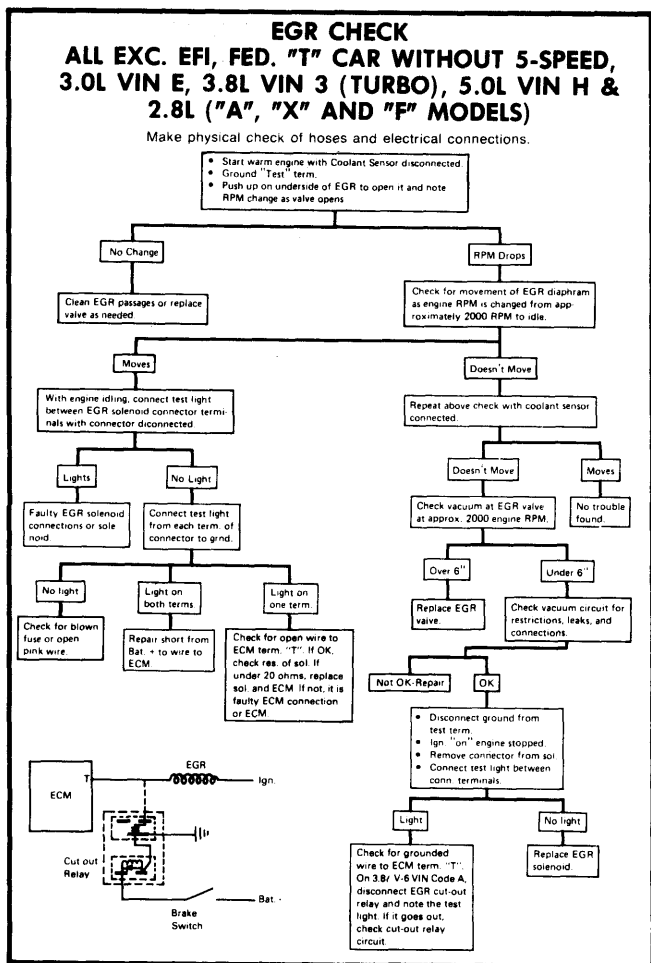 EGR CHECK
ALL EXC. EFI, FED. "T" CAR WITHOUT 5-SPEED,
3.0L VIN E, 3.8L VIN 3 (TURBO), 5.0L VIN H &
2.8L ("A", "X" AND "F" MODELS)
Make physical check of hoses and electrical connections.
• Start warm engine with Coolant Sensor disconnected.
• Ground "Test" term.
• Push up on underside of EGR to open it and note
RPM change as valve opens
No Change
RPM Drops
Clean EGR passages or replace
valve as needed.
Check for movement of EGR diaphram
as engine RPM is changed from app-
roximately 2000 RPM to idle.
Moves
Doesn't Move
With engine idling, connect test light
between EGR solenoid connector termi-
nals with connector diconnected
Repeat above check with coolant sensor
connected.
Lights
No Light
Doesn't Move
Moves
Faulty EGR solenoid
connections or sole
noid.
Connect test light
from each term. of
connector to grnd.
Check vacuum at EGR valve
at approx. 2000 engine RPM.
No trouble
found.
No light
Light on
both terms.
Light on
one term.
Over 6"
Under 6"
Check for blown
fuse or open
pink wire.
Repair short from
Bat. + to wire to
ECM.
Check for open wire to
ECM term. "T". If OK,
check res. of sol. If
under 20 ohms, replace
sol. and ECM If not, it is
faulty ECM connection
or ECM.
Replace EGR
valve.
Check vacuum circuit for
restrictions, leaks, and
connections.
Not OK-Repair
OK
• Disconnect ground from
test term.
• Ign. "on" engine stopped.
• Remove connector from sol.
• Connect test light between
conn. terminals.
Light
No light
Check for grounded
wire to ECM term. "T".
On 3.8ℓ V-6 VIN Code A,
disconnect EGR cut-out
relay and note the test
light. If it goes out,
check cut-out relay
circuit.
Replace EGR
solenoid.
T
EGR
Ign.
ECM
Cut out
Relay
Bat. -
Brake
Switch